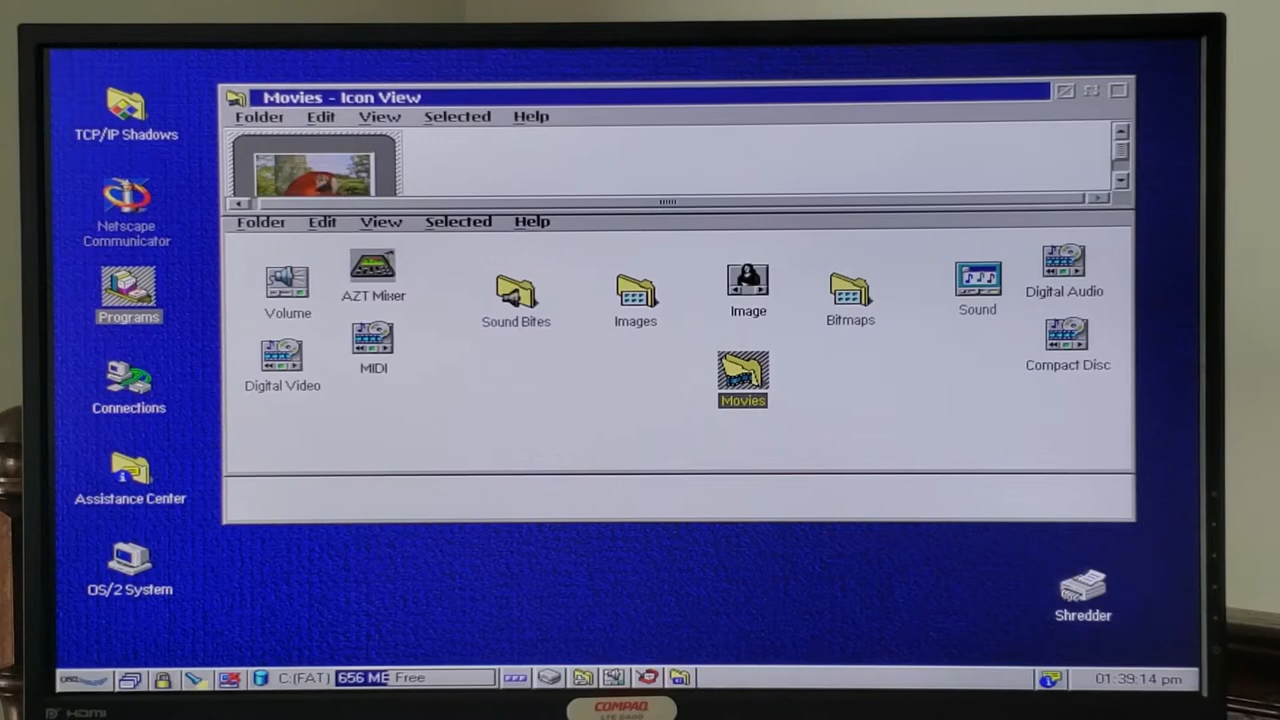 Movies - Icon View
Folder Edit View Selected Help
Folder Edit View Selected Help
TCP/IP Shadows
Netscape
Communicator
Programs
Connections
Assistance Center
OS/2 System
Volume
AZT Mixer
Sound Bites
Images
Image
Bitmaps
Sound
Digital Audio
Digital Video
MIDI
Movies
Compact Disc
Shredder
C:(FAT) 656 ME Free
01:39:14 pm
HDMI
COMPAQ